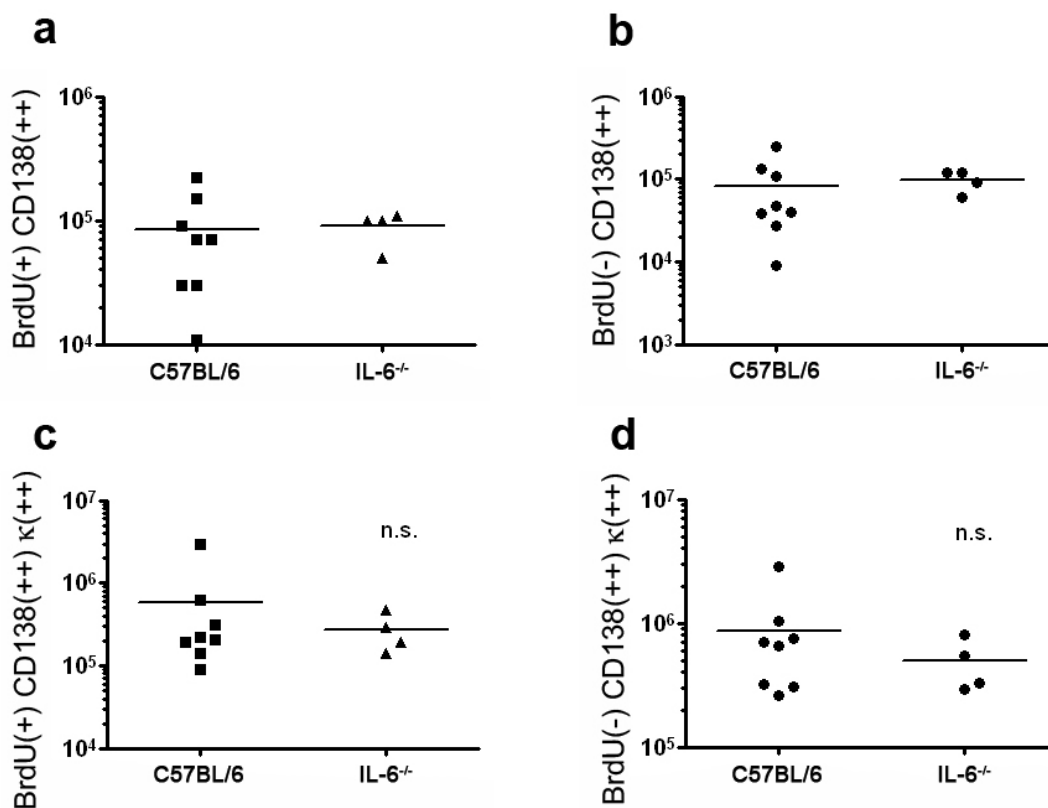 a
BrdU(+) CD138(++)
10⁶
10⁵
10⁴
C57BL/6
IL-6⁻/⁻
b
BrdU(-) CD138(++)
10⁶
10⁵
10⁴
10³
C57BL/6
IL-6⁻/⁻
c
BrdU(+) CD138(++) κ(++)
10⁷
10⁶
10⁵
10⁴
n.s.
C57BL/6
IL-6⁻/⁻
d
BrdU(-) CD138(++) κ(++)
10⁷
10⁶
10⁵
n.s.
C57BL/6
IL-6⁻/⁻